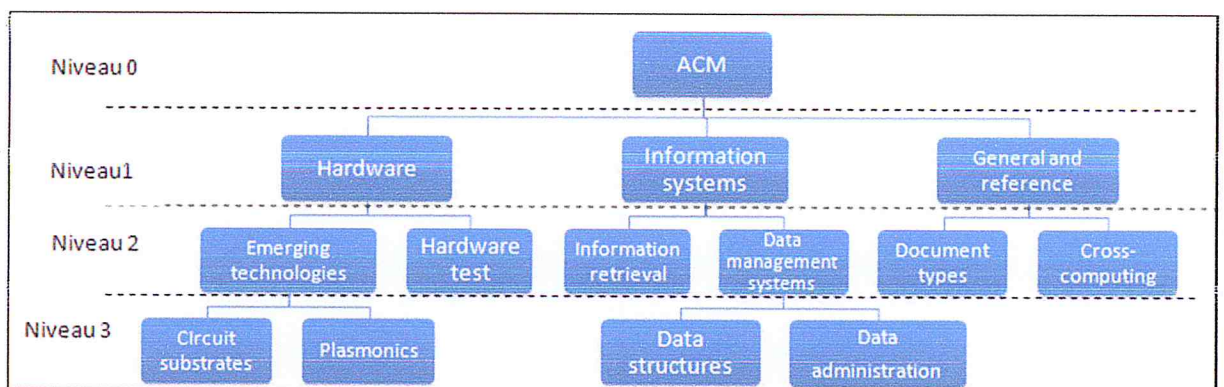 Niveau 0
ACM
Niveau1
Hardware
Information
systems
General and
reference
Niveau 2
Emerging
technologies
Hardware
test
Information
retrieval
Data
management
systems
Document
types
Cross-
computing
Niveau 3
Circuit
substrates
Plasmonics
Data
structures
Data
administration